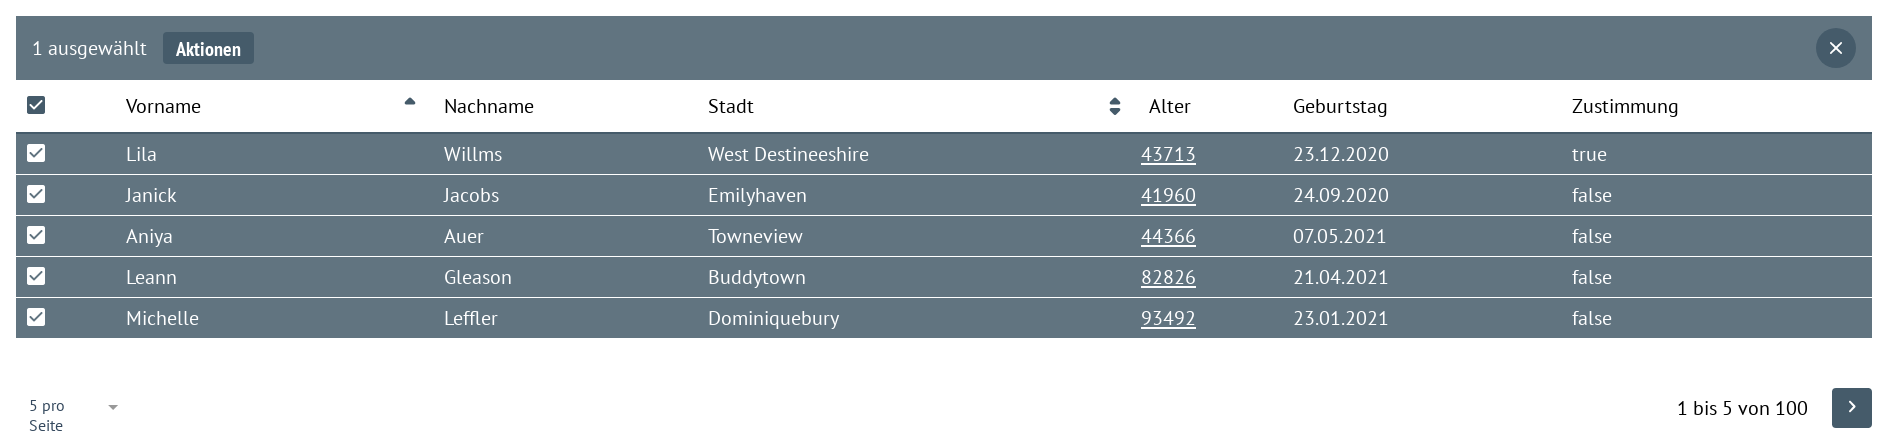 1 ausgewählt Aktionen
Vorname Nachname Stadt Alter Geburtstag Zustimmung
Lila Willms West Destineeshire 43713 23.12.2020 true
Janick Jacobs Emilyhaven 41960 24.09.2020 false
Aniya Auer Towneview 44366 07.05.2021 false
Leann Gleason Buddytown 82826 21.04.2021 false
Michelle Leffler Dominiquebury 93492 23.01.2021 false
5 pro
Seite
1 bis 5 von 100